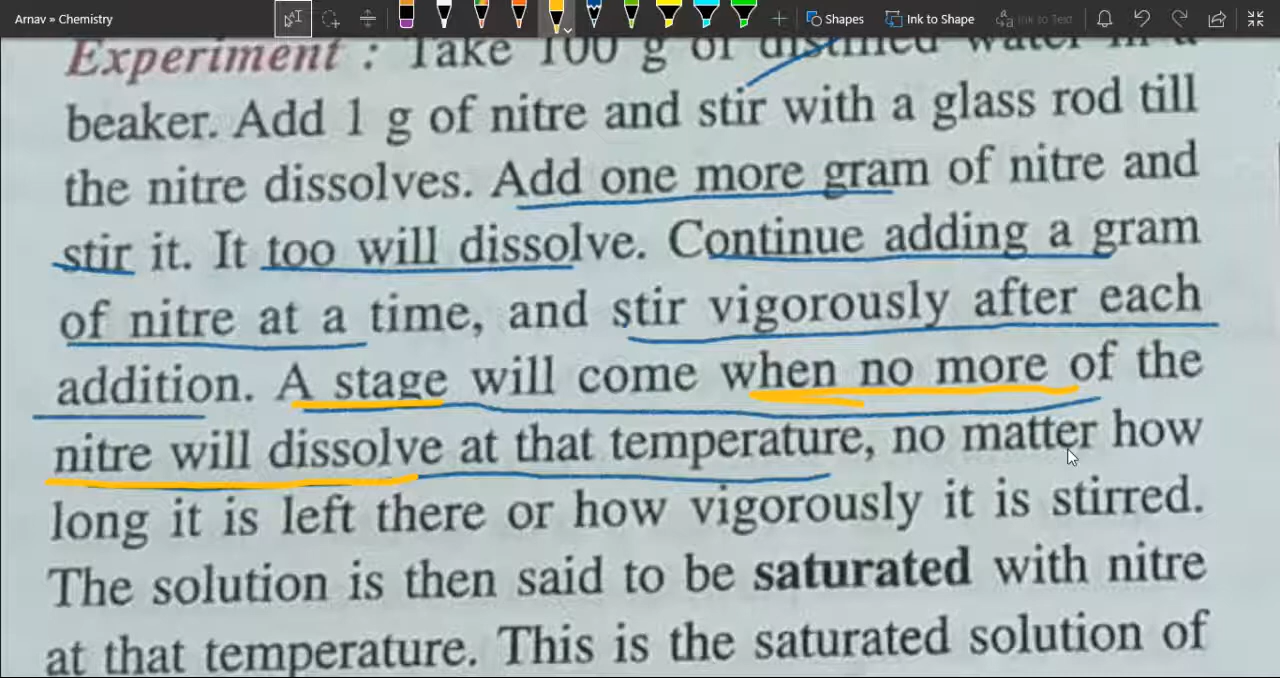 Arnav » Chemistry
Shapes
Ink to Shape
Ink to Text
Experiment : Take 100 g of distilled water in a
beaker. Add 1 g of nitre and stir with a glass rod till
the nitre dissolves. Add one more gram of nitre and
stir it. It too will dissolve. Continue adding a gram
of nitre at a time, and stir vigorously after each
addition. A stage will come when no more of the
nitre will dissolve at that temperature, no matter how
long it is left there or how vigorously it is stirred.
The solution is then said to be saturated with nitre
at that temperature. This is the saturated solution of